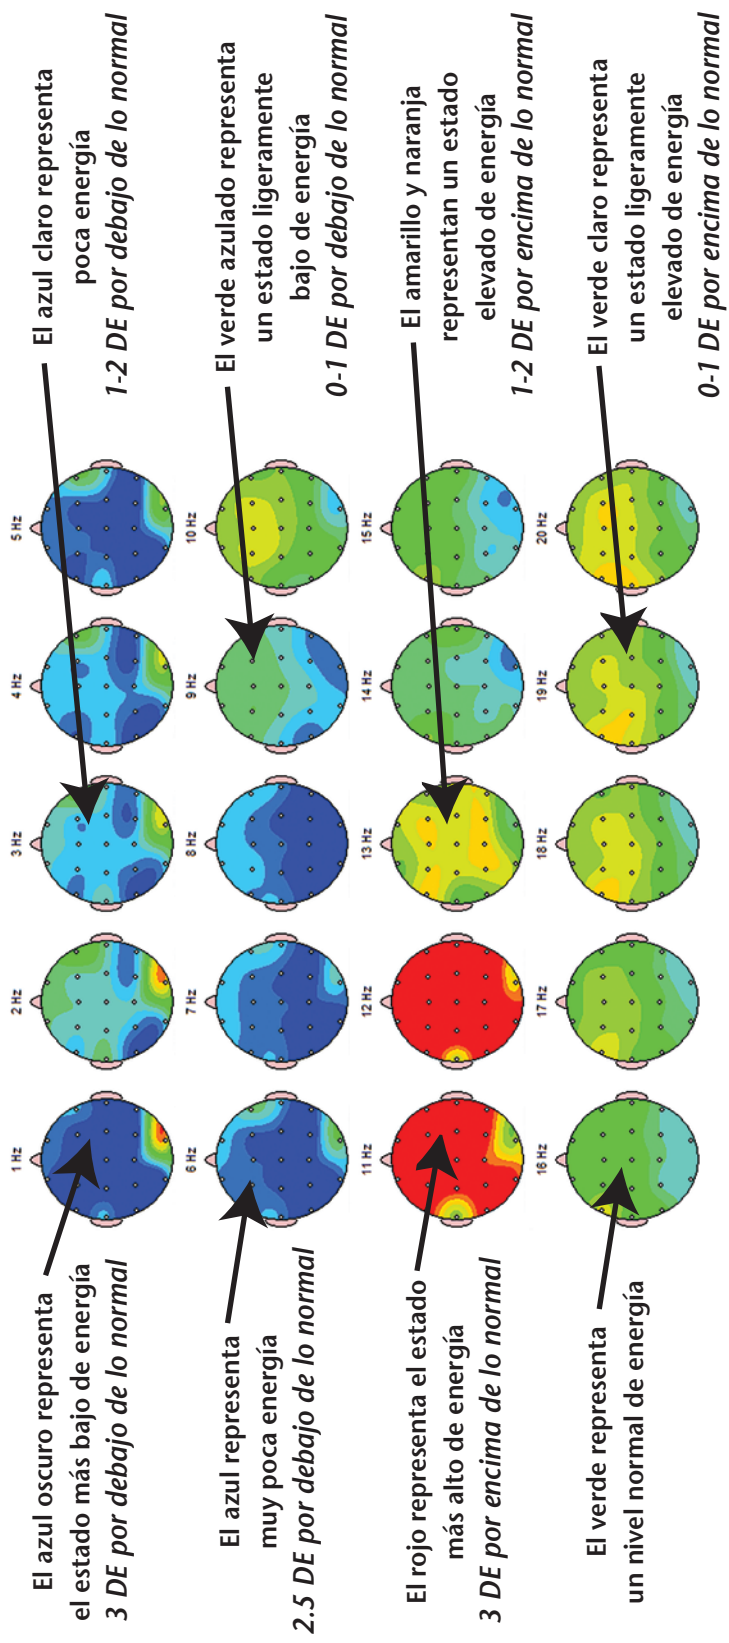 El azul oscuro representa
el estado más bajo de energía
3 DE por debajo de lo normal
1 Hz
2 Hz
3 Hz
4 Hz
5 Hz
El azul claro representa
poca energía
1-2 DE por debajo de lo normal
El azul representa
muy poca energía
2.5 DE por debajo de lo normal
6 Hz
7 Hz
8 Hz
9 Hz
10 Hz
El verde azulado representa
un estado ligeramente
bajo de energía
0-1 DE por debajo de lo normal
El rojo representa el estado
más alto de energía
3 DE por encima de lo normal
11 Hz
12 Hz
13 Hz
14 Hz
15 Hz
El amarillo y naranja
representan un estado
elevado de energía
1-2 DE por encima de lo normal
El verde representa
un nivel normal de energía
16 Hz
17 Hz
18 Hz
19 Hz
20 Hz
El verde claro representa
un estado ligeramente
elevado de energía
0-1 DE por encima de lo normal